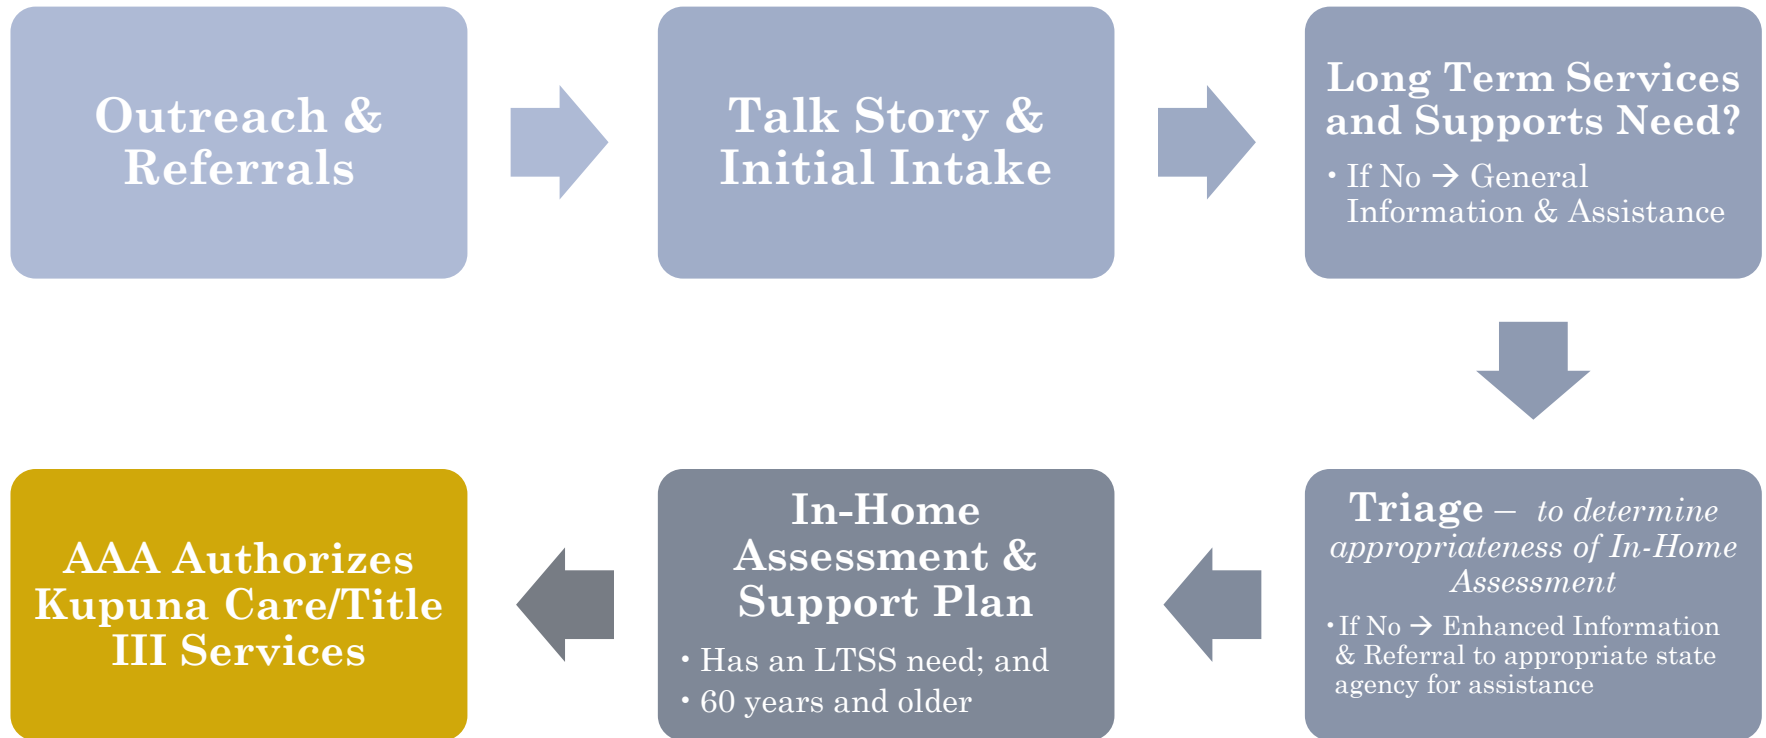 Outreach &
Referrals
Talk Story &
Initial Intake
Long Term Services
and Supports Need?
• If No → General
Information & Assistance
Triage – to determine
appropriateness of In-Home
Assessment
• If No → Enhanced Information
& Referral to appropriate state
agency for assistance
In-Home
Assessment &
Support Plan
• Has an LTSS need; and
• 60 years and older
AAA Authorizes
Kupuna Care/Title
III Services